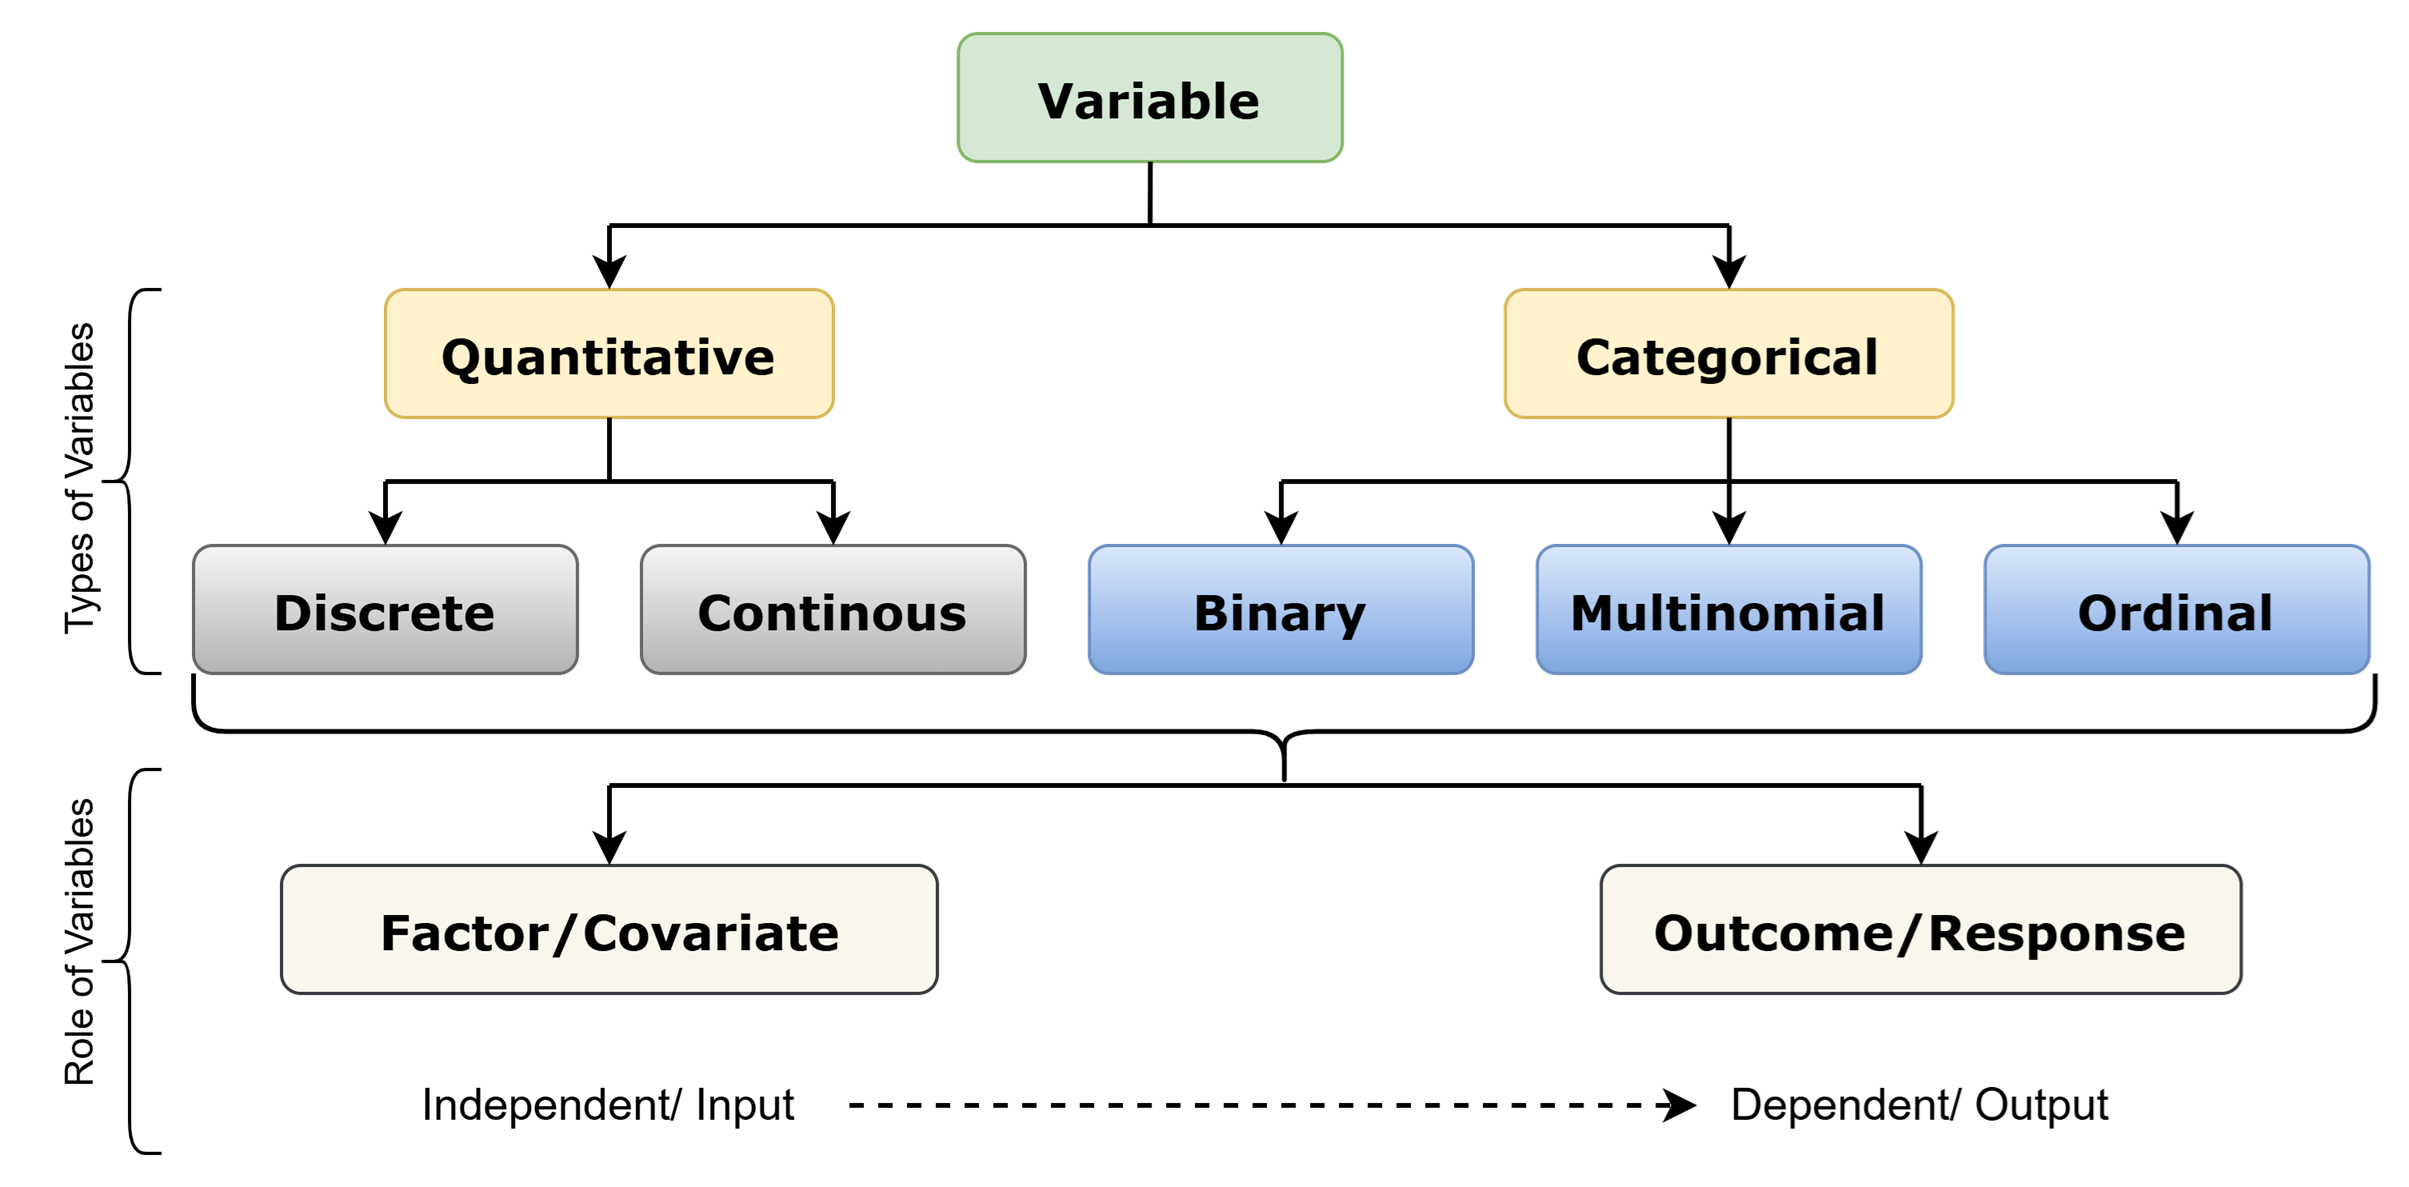 Variable
Types of Variables
Quantitative
Categorical
Discrete
Continous
Binary
Multinomial
Ordinal
Role of Variables
Factor/Covariate
Outcome/Response
Independent/ Input
Dependent/ Output